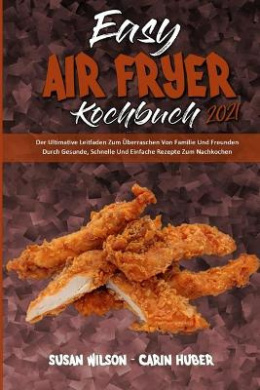 Easy
AIR FRYER
Kochbuch 2021
Der Ultimative Leitfaden Zum Überraschen Von Familie Und Freunden
Durch Gesunde, Schnelle Und Einfache Rezepte Zum Nachkochen
SUSAN WILSON - CARIN HUBER